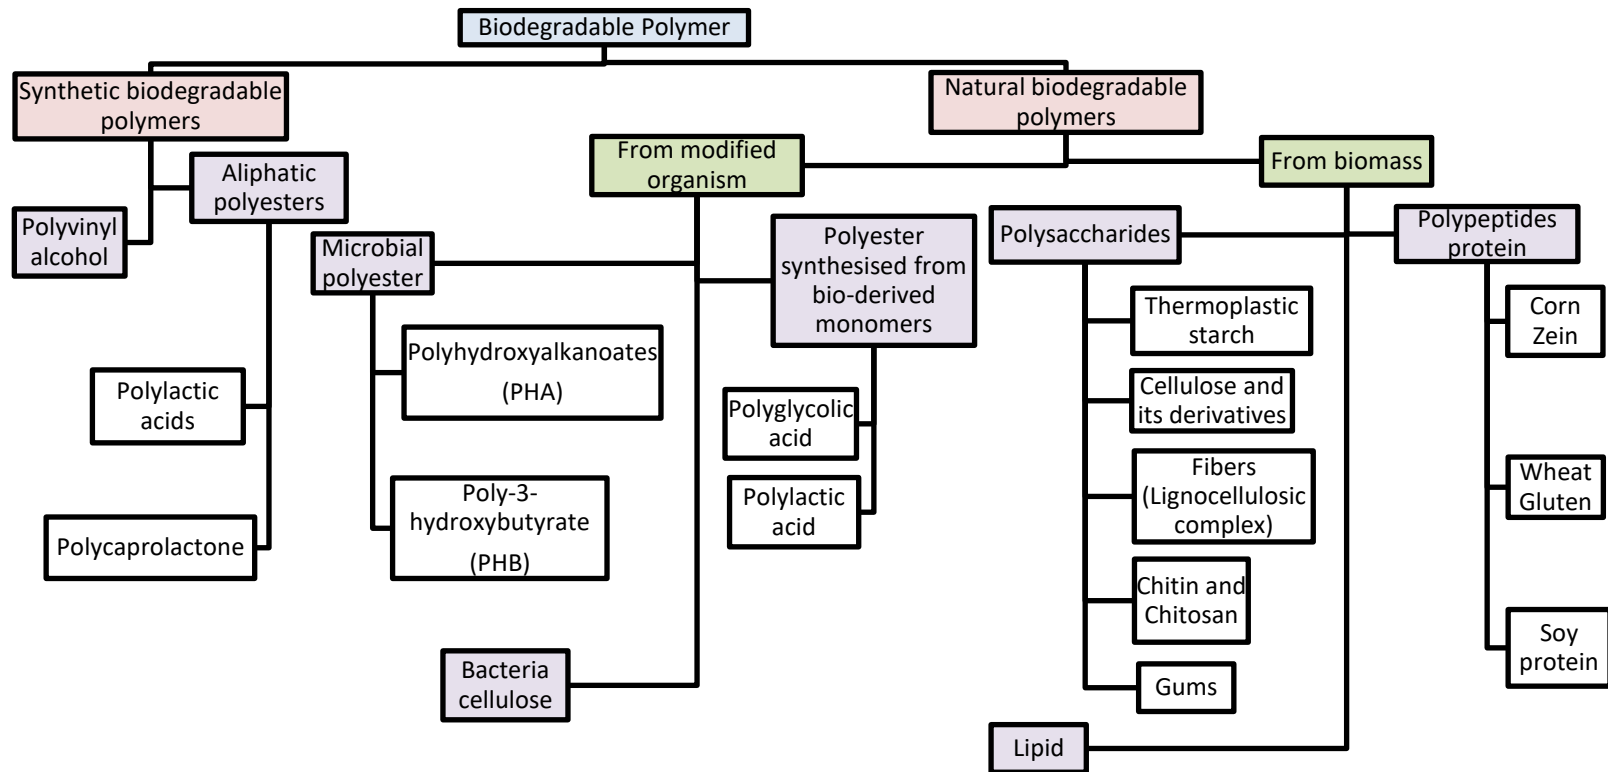 Biodegradable Polymer
Synthetic biodegradable
polymers
Natural biodegradable
polymers
From modified
organism
From biomass
Aliphatic
polyesters
Polyvinyl
alcohol
Microbial
polyester
Polyester
synthesised from
bio-derived
monomers
Polysaccharides
Polypeptides
protein
Polyhydroxyalkanoates
(PHA)
Thermoplastic
starch
Corn
Zein
Polylactic
acids
Polyglycolic
acid
Cellulose and
its derivatives
Poly-3-
hydroxybutyrate
(PHB)
Polylactic
acid
Fibers
(Lignocellulosic
complex)
Wheat
Gluten
Polycaprolactone
Chitin and
Chitosan
Soy
protein
Bacteria
cellulose
Gums
Lipid